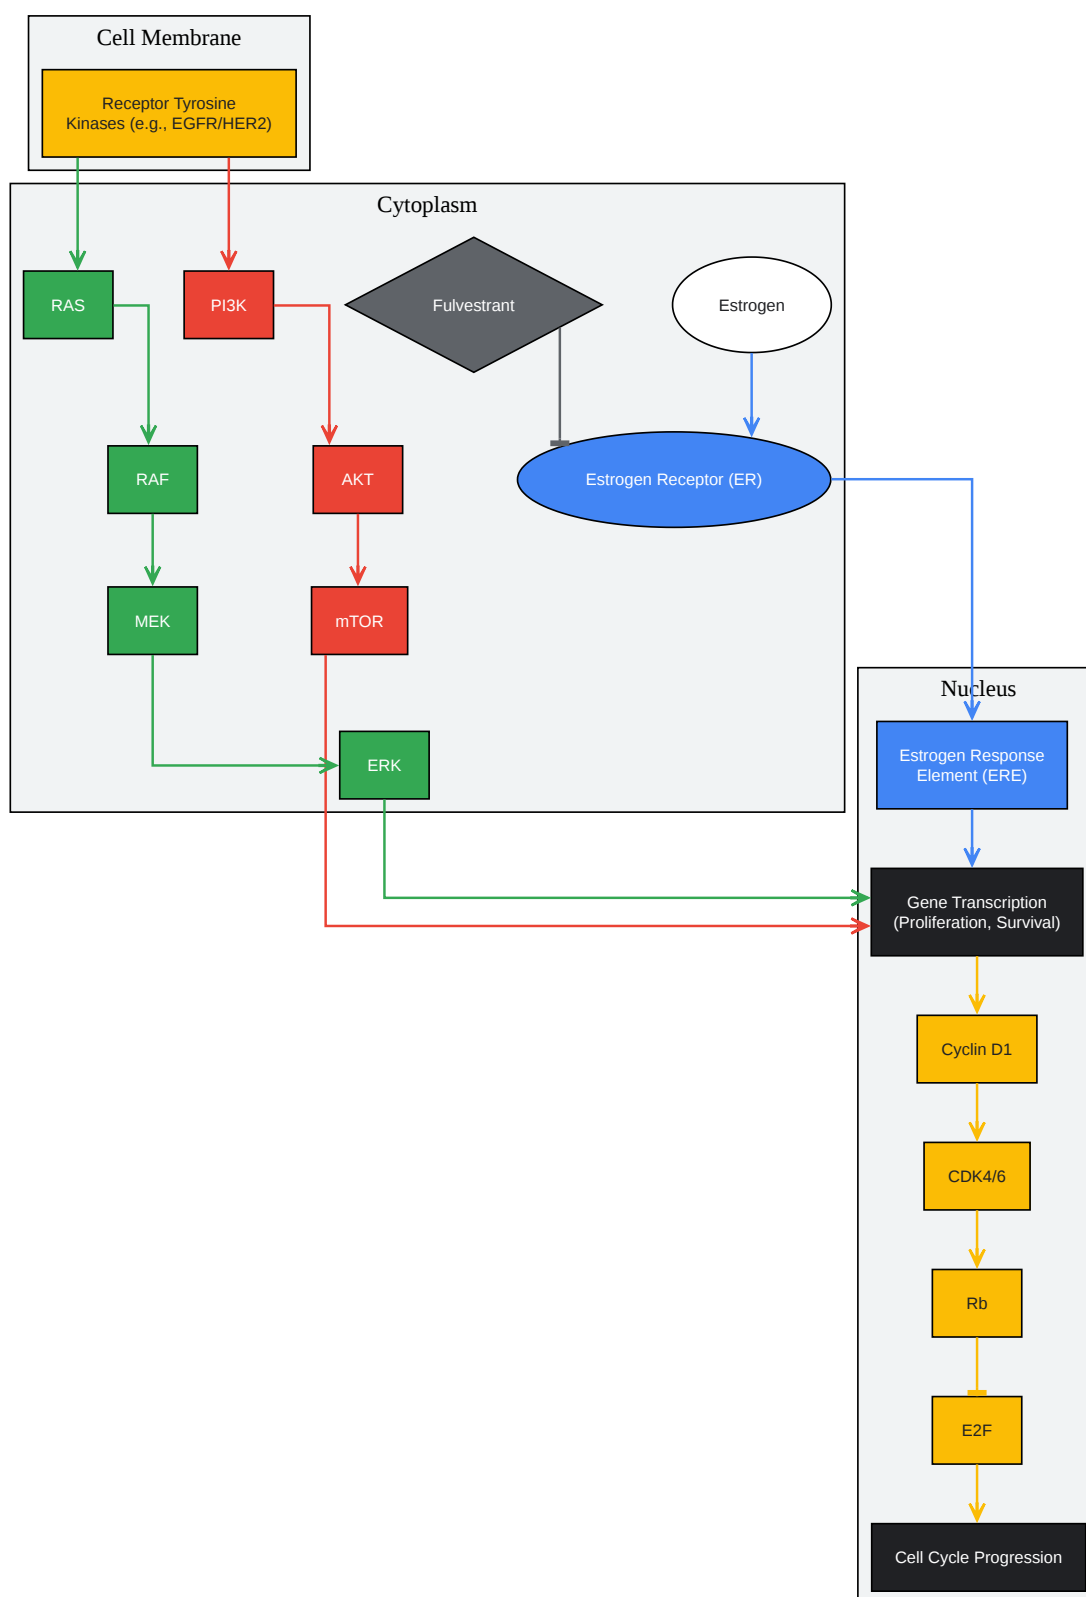 Cell Membrane
Receptor Tyrosine
Kinases (e.g., EGFR/HER2)
Cytoplasm
RAS
PI3K
Fulvestrant
Estrogen
RAF
AKT
Estrogen Receptor (ER)
MEK
mTOR
ERK
Nucleus
Estrogen Response
Element (ERE)
Gene Transcription
(Proliferation, Survival)
Cyclin D1
CDK4/6
Rb
E2F
Cell Cycle Progression